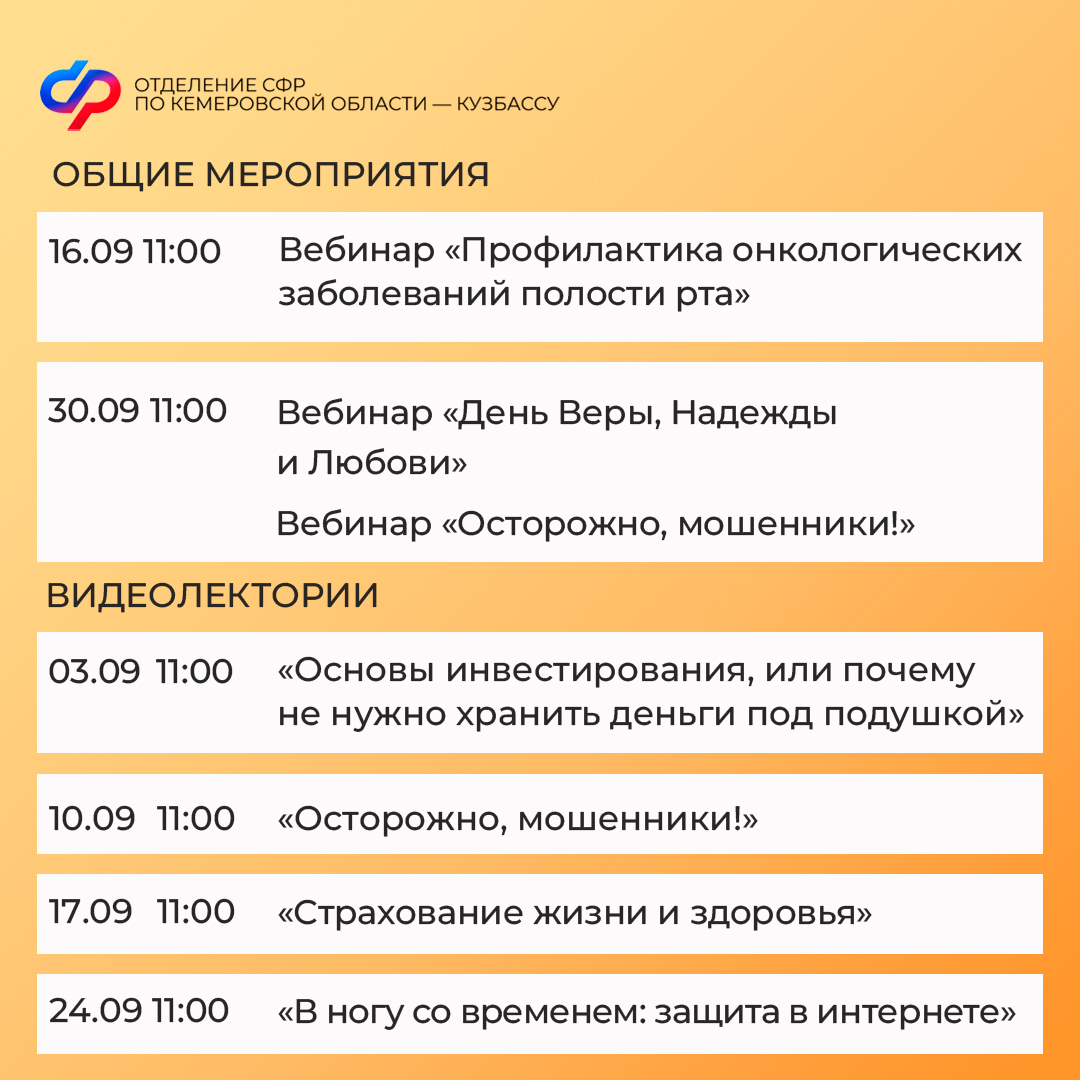 ОТДЕЛЕНИЕ СФР
ПО КЕМЕРОВСКОЙ ОБЛАСТИ — КУЗБАССУ
ОБЩИЕ МЕРОПРИЯТИЯ
16.09 11:00 Вебинар «Профилактика онкологических
заболеваний полости рта»
30.09 11:00 Вебинар «День Веры, Надежды
и Любови»
Вебинар «Осторожно, мошенники!»
ВИДЕОЛЕКТОРИИ
03.09 11:00 «Основы инвестирования, или почему
не нужно хранить деньги под подушкой»
10.09 11:00 «Осторожно, мошенники!»
17.09 11:00 «Страхование жизни и здоровья»
24.09 11:00 «В ногу со временем: защита в интернете»